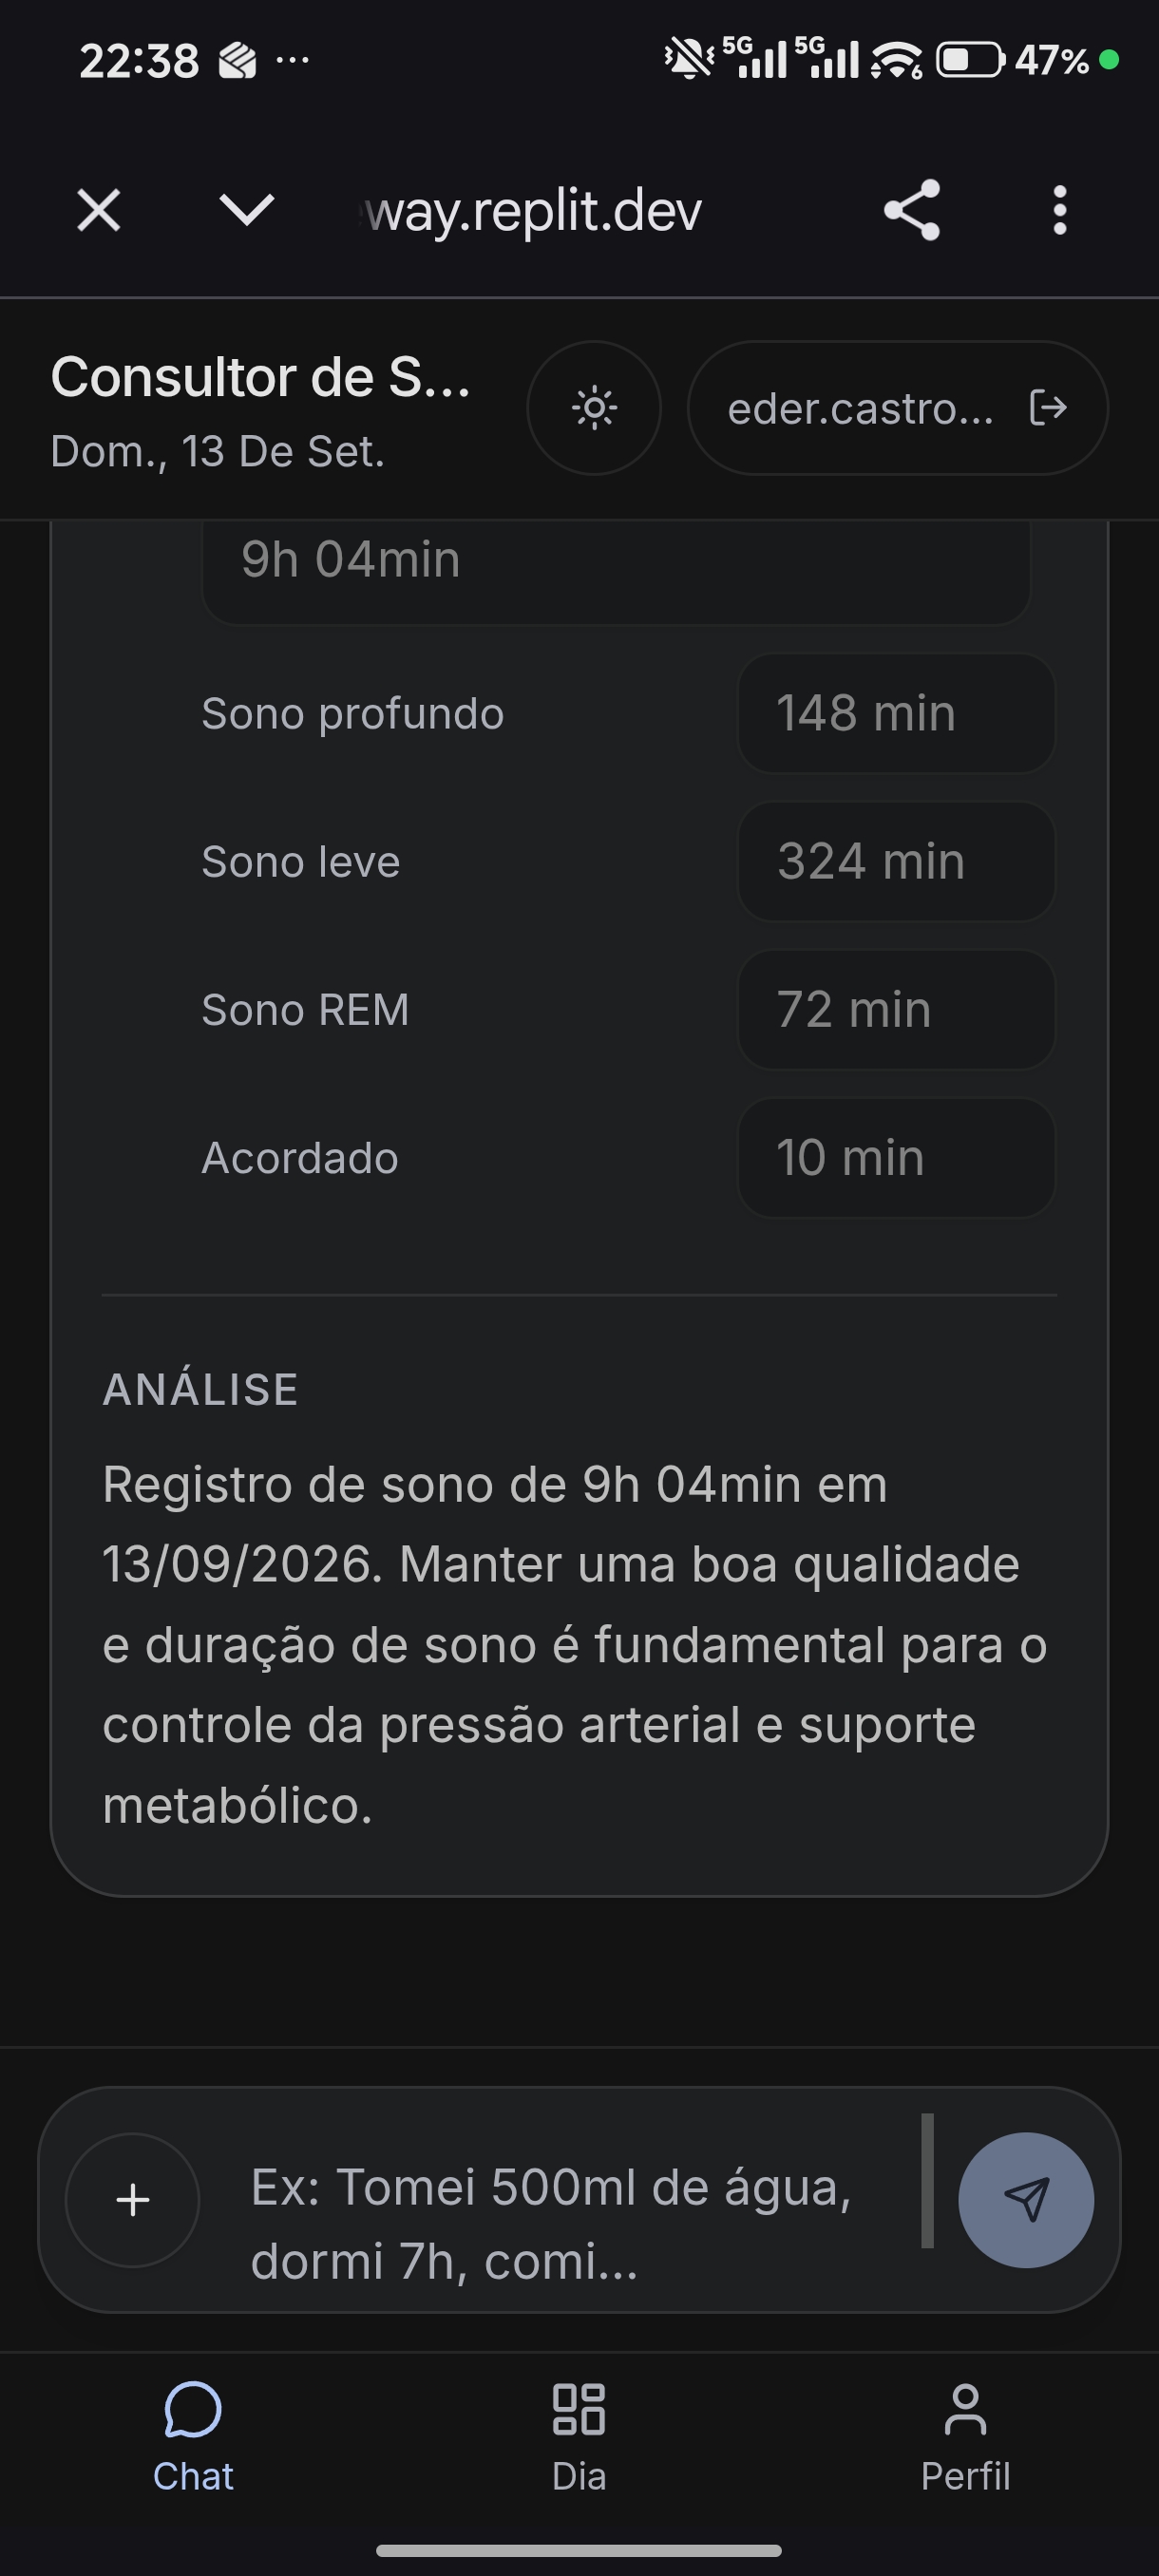 22:38 ... 5G 5G 6 47%
way.replit.dev
Consultor de S...
Dom., 13 De Set.
eder.castro...
9h 04min
Sono profundo 148 min
Sono leve 324 min
Sono REM 72 min
Acordado 10 min
ANÁLISE
Registro de sono de 9h 04min em
13/09/2026. Manter uma boa qualidade
e duração de sono é fundamental para o
controle da pressão arterial e suporte
metabólico.
Ex: Tomei 500ml de água,
dormi 7h, comi...
Chat Dia Perfil